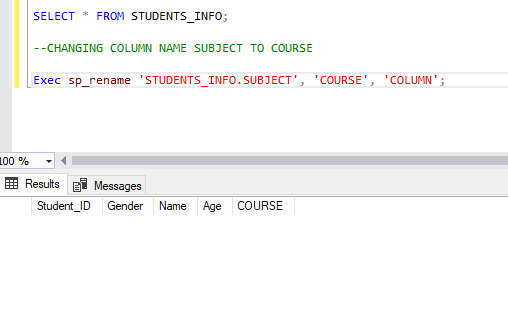 SELECT * FROM STUDENTS_INFO;
--CHANGING COLUMN NAME SUBJECT TO COURSE
Exec sp_rename 'STUDENTS_INFO.SUBJECT', 'COURSE', 'COLUMN';
100 %
Results Messages
Student_ID Gender Name Age COURSE